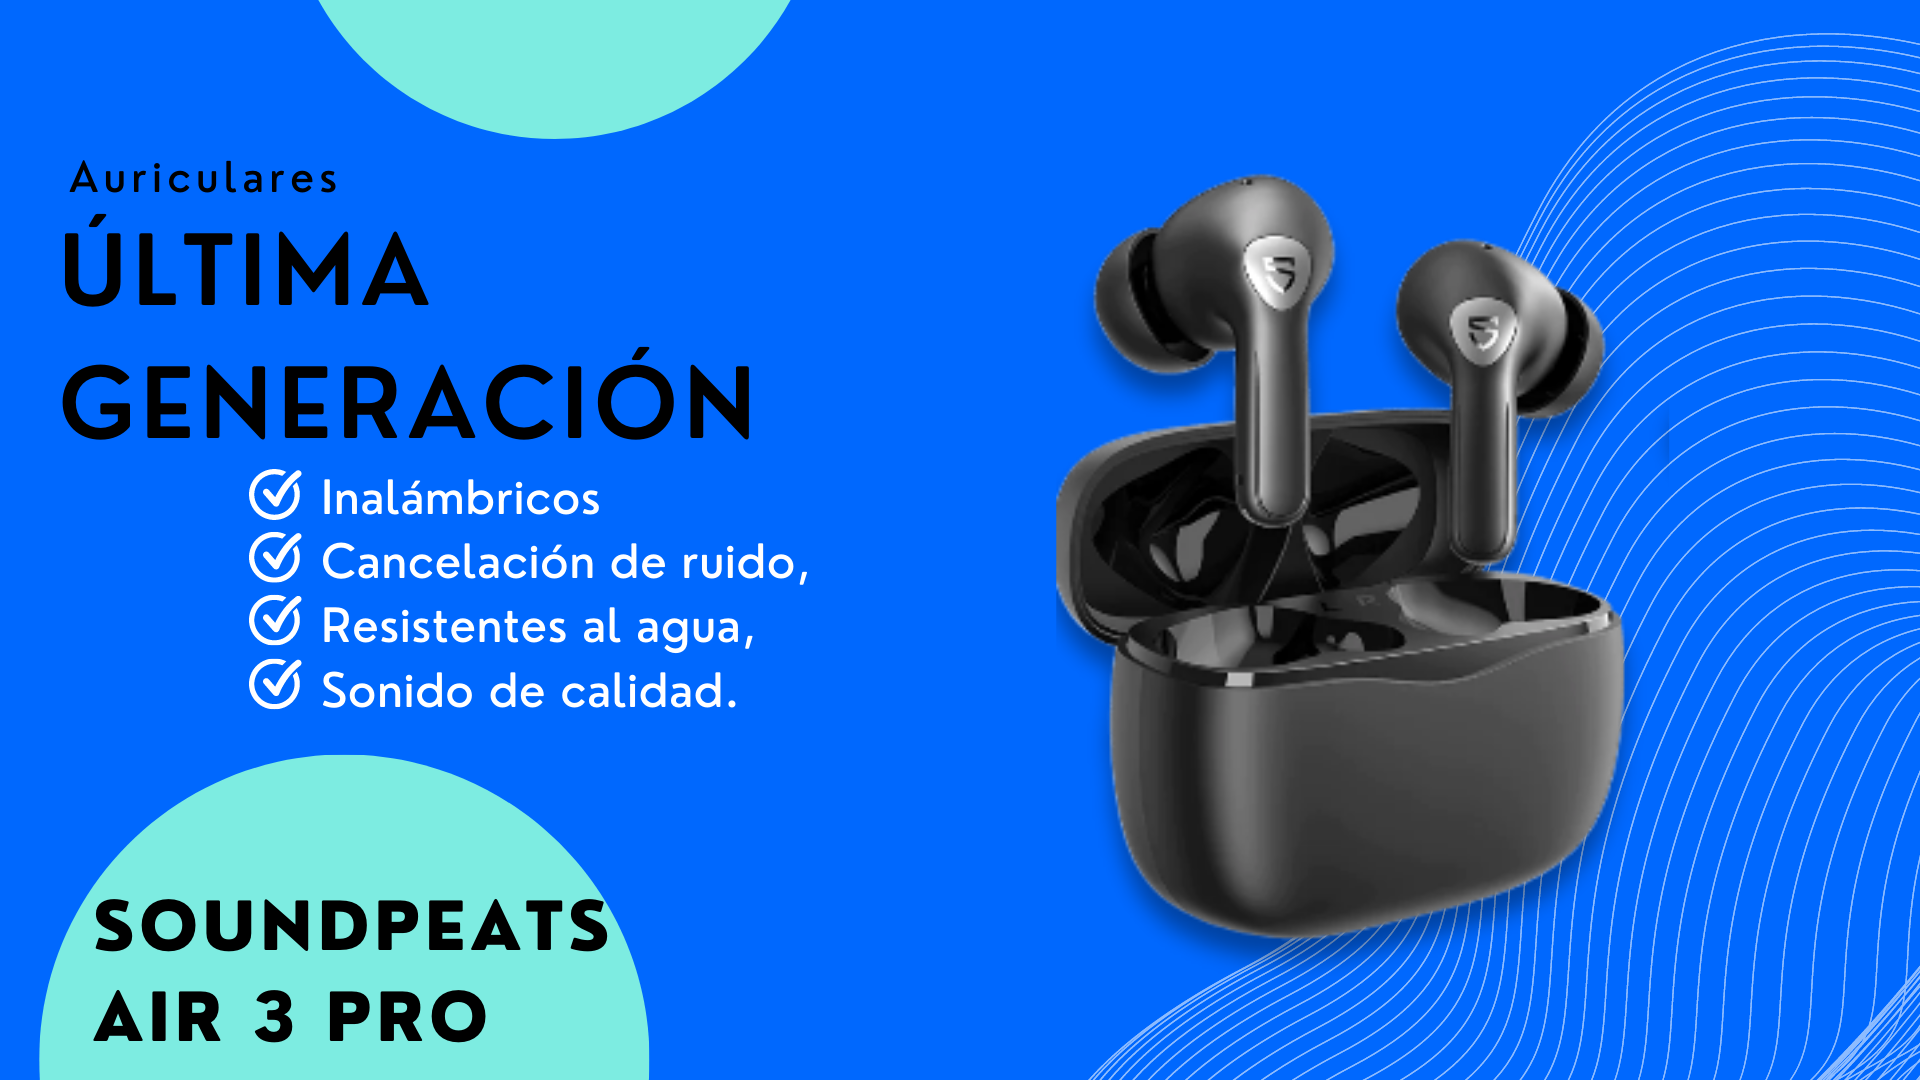 Auriculares
ÚLTIMA
GENERACIÓN
Inalámbricos
Cancelación de ruido,
Resistentes al agua,
Sonido de calidad.
SOUNDPEATS
AIR 3 PRO